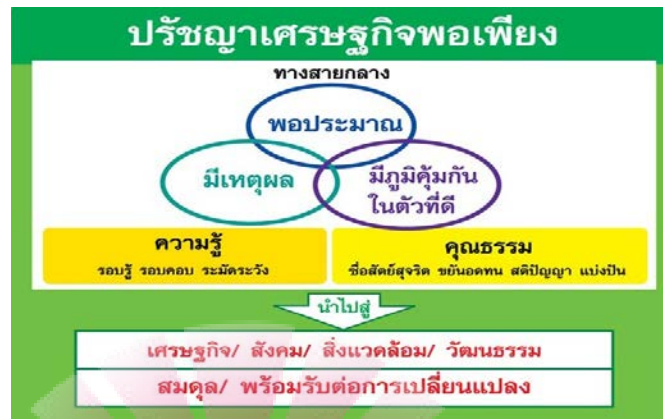 ปรัชญาเศรษฐกิจพอเพียง
ทางสายกลาง
พอประมาณ
มีเหตุผล
มีภูมิคุ้มกัน
ในตัวที่ดี
ความรู้
รอบรู้ รอบคอบ ระมัดระวัง
คุณธรรม
ซื่อสัตย์สุจริต ขยันอดทน สติปัญญา แบ่งปัน
นำไปสู่
เศรษฐกิจ/ สังคม/ สิ่งแวดล้อม/ วัฒนธรรม
สมดุล/ พร้อมรับต่อการเปลี่ยนแปลง